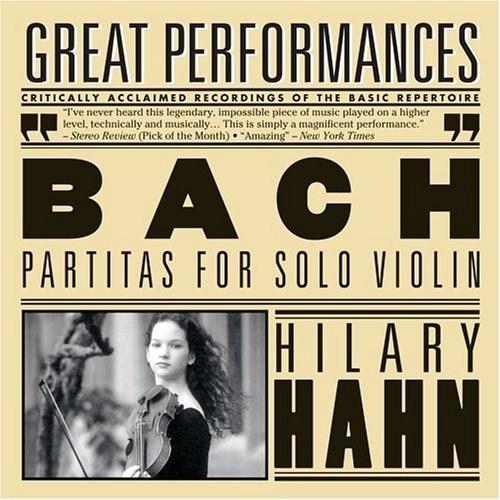 GREAT PERFORMANCES
CRITICALLY ACCLAIMED RECORDINGS OF THE BASIC REPERTOIRE
“I’ve never heard this legendary, impossible piece of music played on a higher
level, technically and musically… This is simply a magnificent performance.”
– Stereo Review (Pick of the Month) • “Amazing” – New York Times
BACH
PARTITAS FOR SOLO VIOLIN
HILARY
HAHN